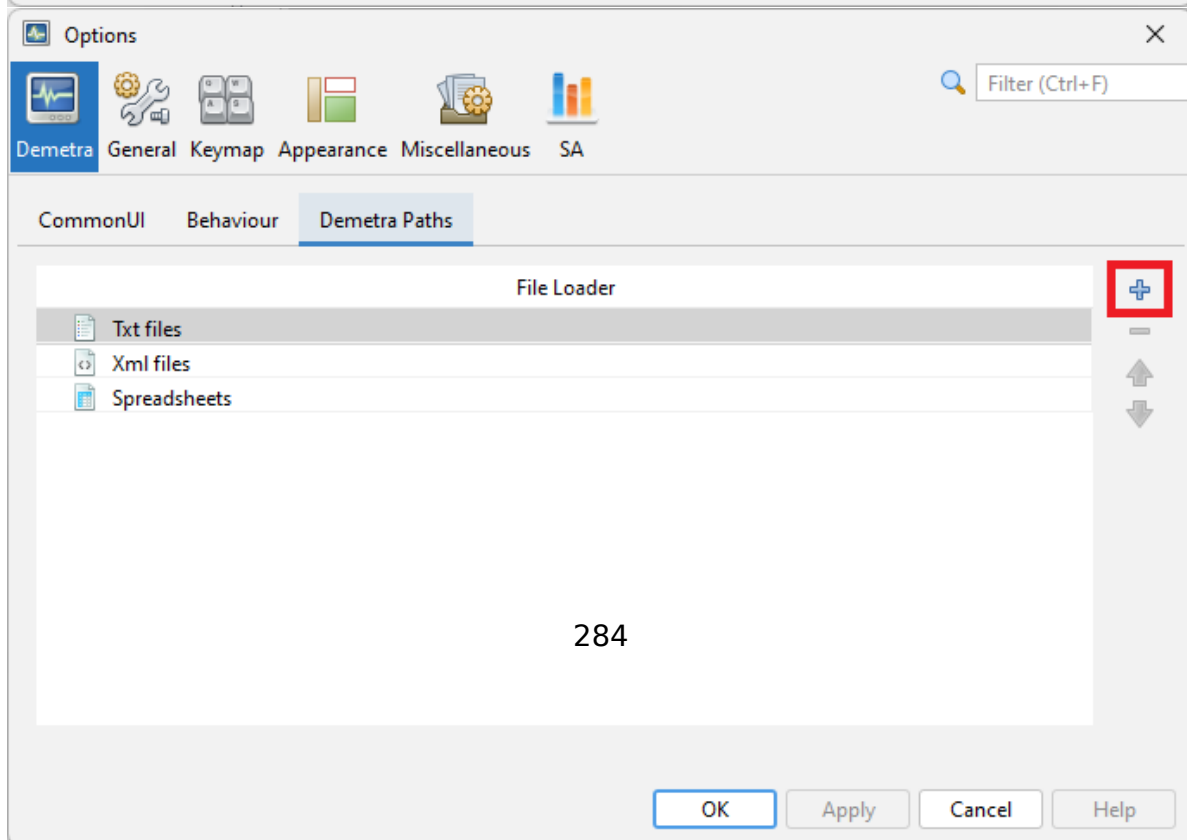 Options
Filter (Ctrl+F)
Demetra General Keymap Appearance Miscellaneous SA
CommonUI Behaviour Demetra Paths
File Loader
Txt files
Xml files
Spreadsheets
284
OK Apply Cancel Help